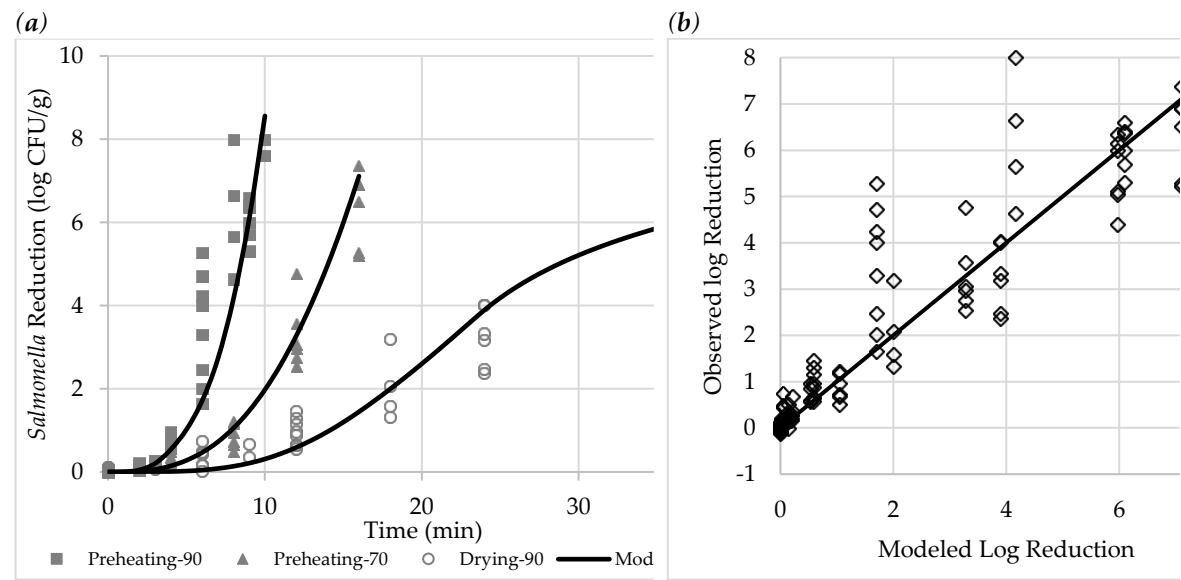 (a)
10
8
6
4
2
0
Salmonella Reduction (log CFU/g)
0 10 20 30
Time (min)
Preheating-90 Preheating-70 Drying-90 Mod
(b)
8
7
6
5
4
3
2
1
0
-1
Observed log Reduction
0 2 4 6
Modeled Log Reduction